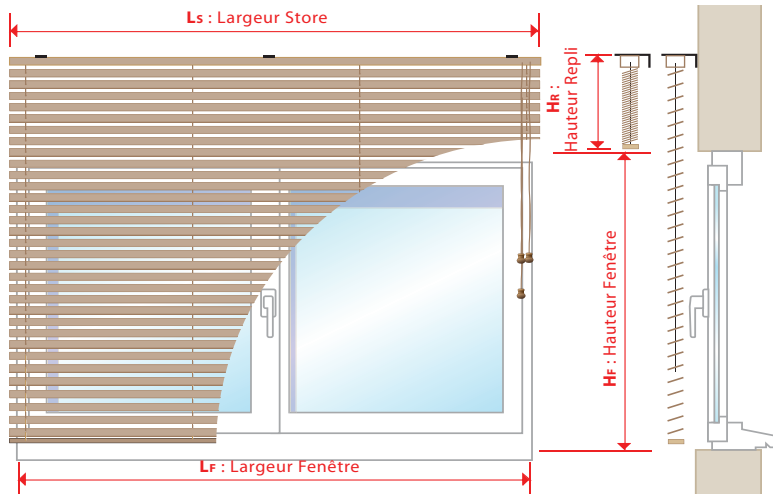 Ls : Largeur Store
HR :
Hauteur Repli
HF : Hauteur Fenêtre
LF : Largeur Fenêtre